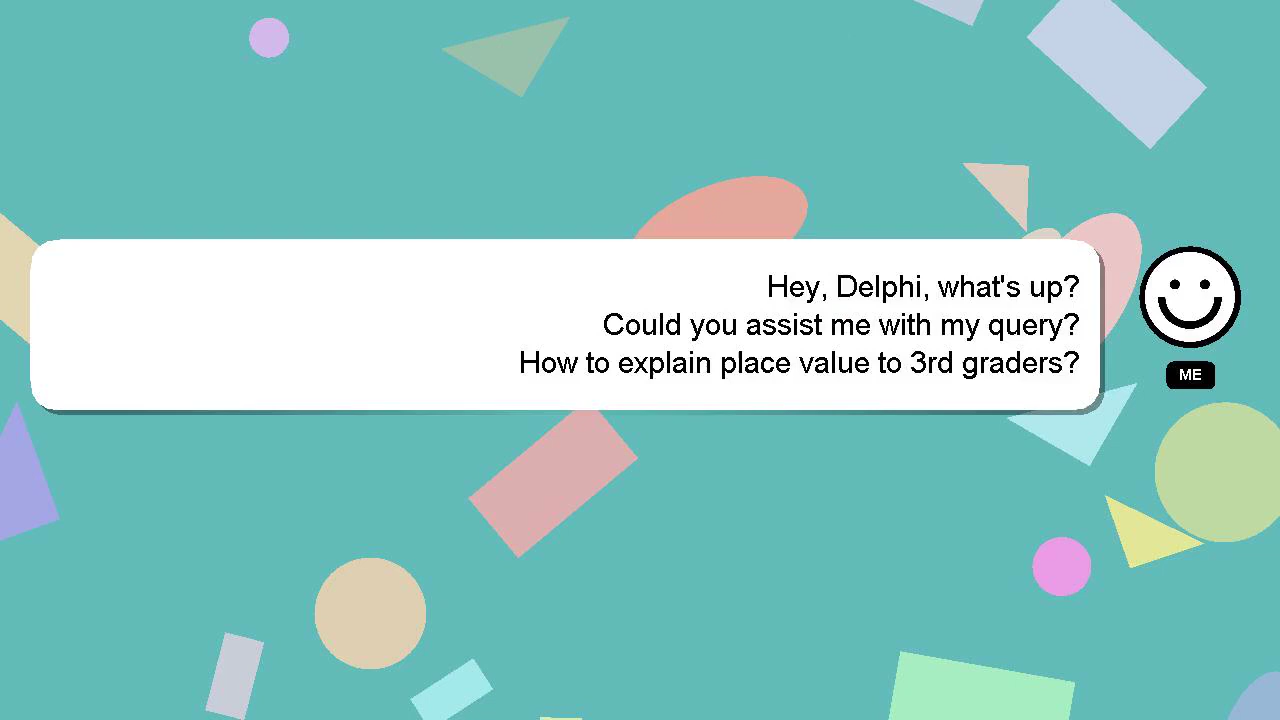 Hey, Delphi, what's up?
Could you assist me with my query?
How to explain place value to 3rd graders?
ME